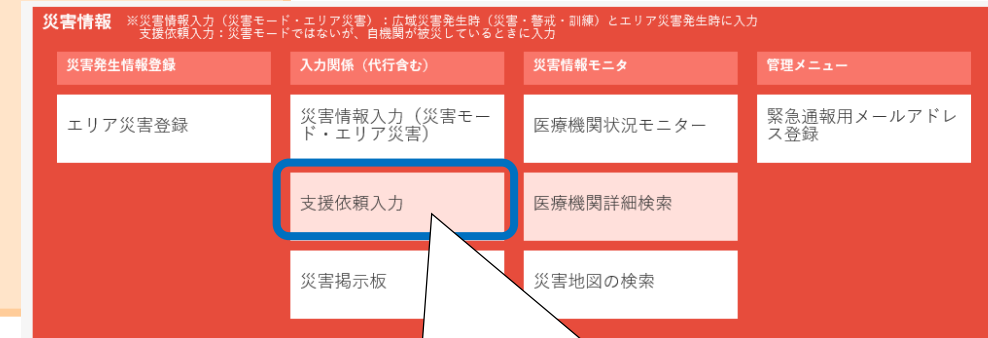 災害情報 ※災害情報入力（災害モード・エリア災害）：広域災害発生時（災害・警戒・訓練）とエリア災害発生時に入力
支援依頼入力：災害モードではないが、自機関が被災しているときに入力
災害発生情報登録
エリア災害登録
入力関係（代行含む）
災害情報入力（災害モー
ド・エリア災害）
支援依頼入力
災害掲示板
災害情報モニタ
医療機関状況モニター
医療機関詳細検索
災害地図の検索
管理メニュー
緊急通報用メールアドレ
ス登録